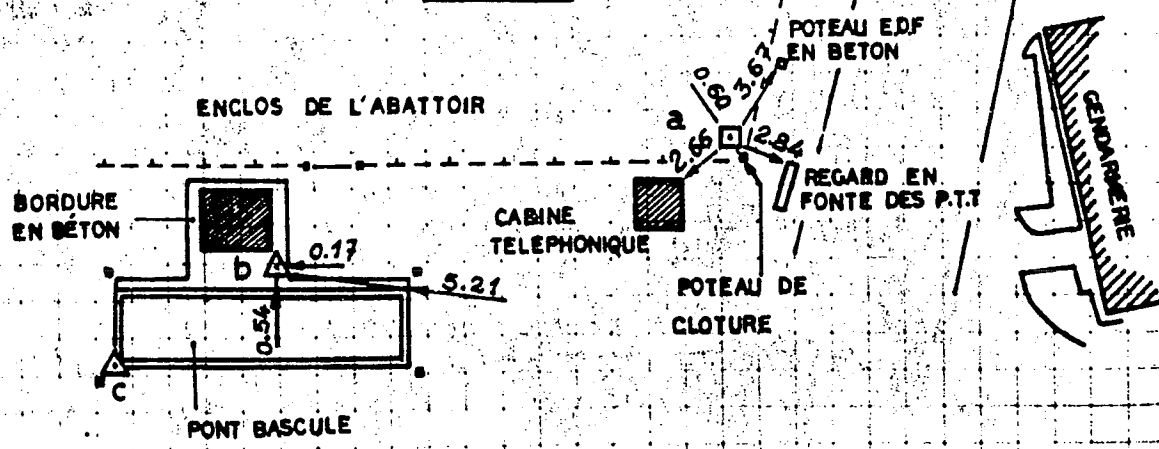 POTEAU E.D.F
EN BETON
3.67
0.60
ENCLOS DE L'ABATTOIR
a
2.66
2.84
GENDARMERIE
REGARD EN
FONTE DES P.T.T
BORDURE
EN BÉTON
CABINE
TELEPHONIQUE
0.17
b
5.21
POTEAU DE
CLOTURE
0.54
c
PONT BASCULE